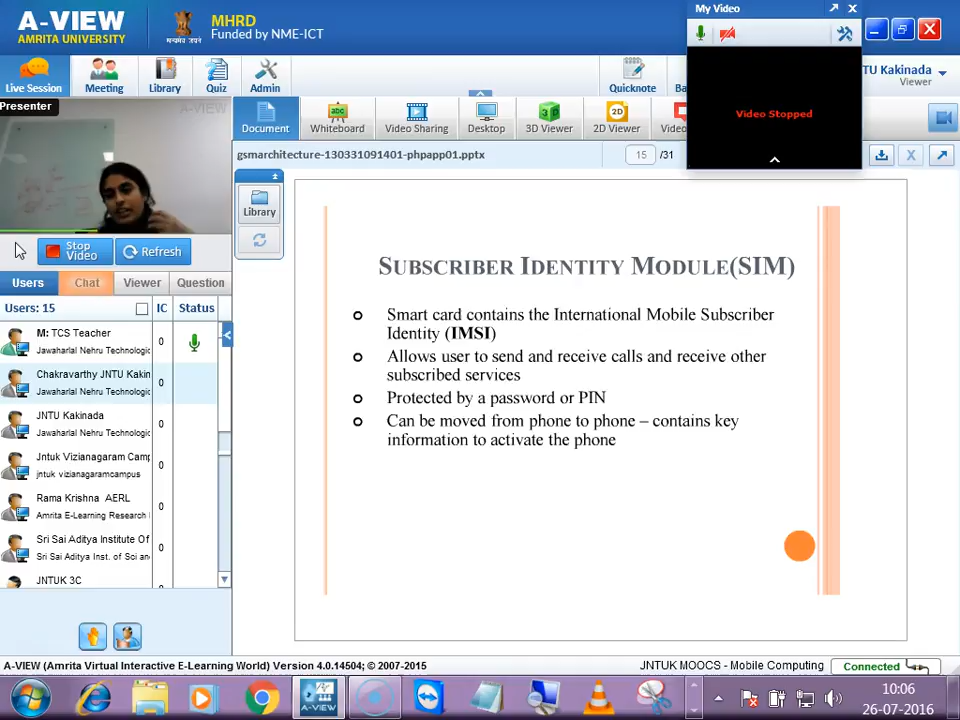 A-VIEW
AMRITA UNIVERSITY
MHRD
Funded by NME-ICT
My Video
Video Stopped
TU Kakinada
Viewer
Live Session
Meeting
Library
Quiz
Admin
Quicknote
Ba
Presenter
A-VIEW
Document
Whiteboard
Video Sharing
Desktop
3D Viewer
2D Viewer
Video
gsmarchitecture-130331091401-phpapp01.pptx
15 /31
Library
Stop Video
Refresh
Users
Chat
Viewer
Question
Users: 15
IC
Status
M: TCS Teacher
Jawaharlal Nehru Technologic
0
Chakravarthy JNTU Kakin
Jawaharlal Nehru Technologic
0
JNTU Kakinada
Jawaharlal Nehru Technologic
0
Jntuk Vizianagaram Camp
jntuk vizianagaramcampus
0
Rama Krishna AERL
Amrita E-Learning Research
0
Sri Sai Aditya Institute Of
Sri Sai Aditya Inst. of Sci an
0
JNTUK 3C
SUBSCRIBER IDENTITY MODULE(SIM)
Smart card contains the International Mobile Subscriber
Identity (IMSI)
Allows user to send and receive calls and receive other
subscribed services
Protected by a password or PIN
Can be moved from phone to phone – contains key
information to activate the phone
A-VIEW (Amrita Virtual Interactive E-Learning World) Version 4.0.14504; © 2007-2015
JNTUK MOOCS - Mobile Computing
Connected
A-VIEW
10:06
26-07-2016